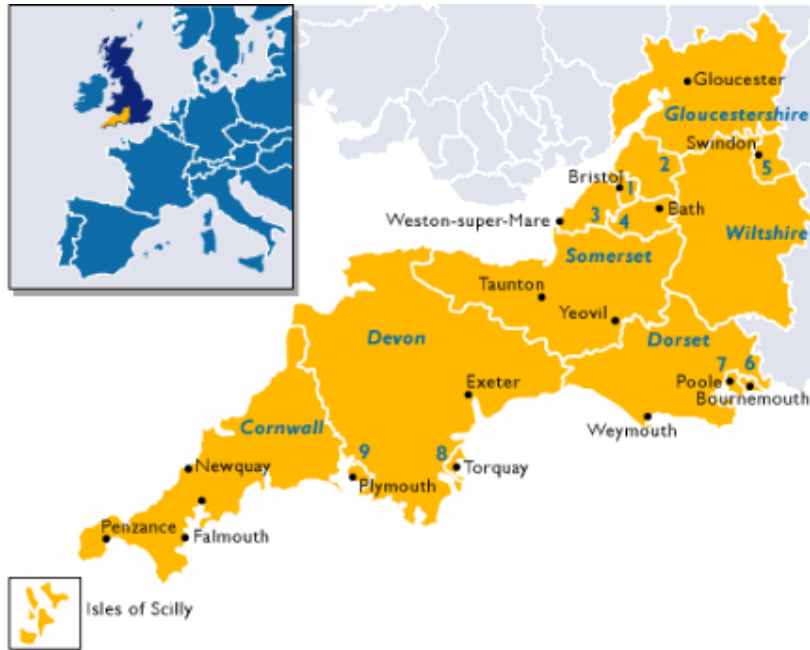 Gloucester
Gloucestershire
Swindon
5
2
Bristol
1
Weston-super-Mare
3
4
Bath
Wiltshire
Somerset
Taunton
Yeovil
Devon
Dorset
7
6
Poole
Bournemouth
Exeter
Weymouth
Cornwall
9
8
Newquay
Plymouth
Torquay
Penzance
Falmouth
Isles of Scilly